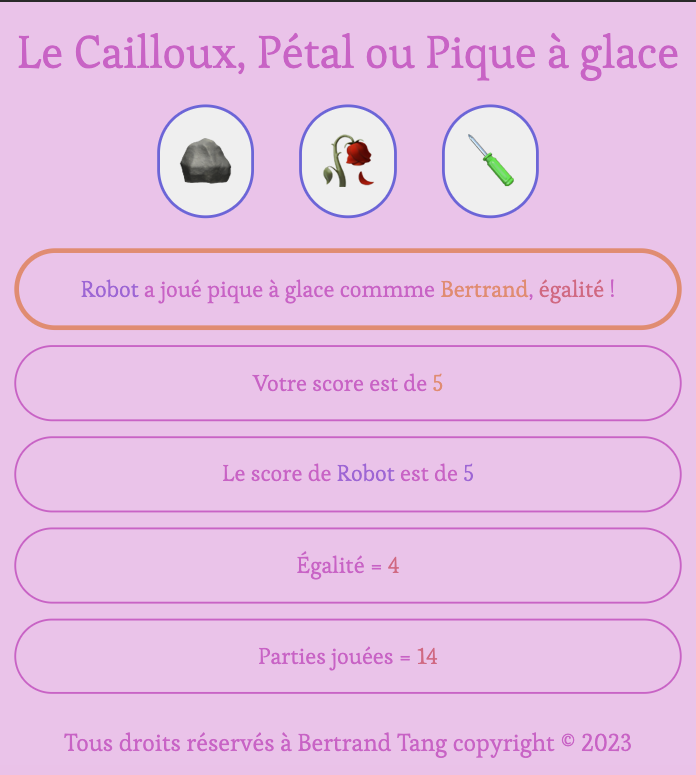 Le Cailloux, Pétal ou Pique à glace
Robot a joué pique à glace commme Bertrand, égalité !
Votre score est de 5
Le score de Robot est de 5
Égalité = 4
Parties jouées = 14
Tous droits réservés à Bertrand Tang copyright © 2023